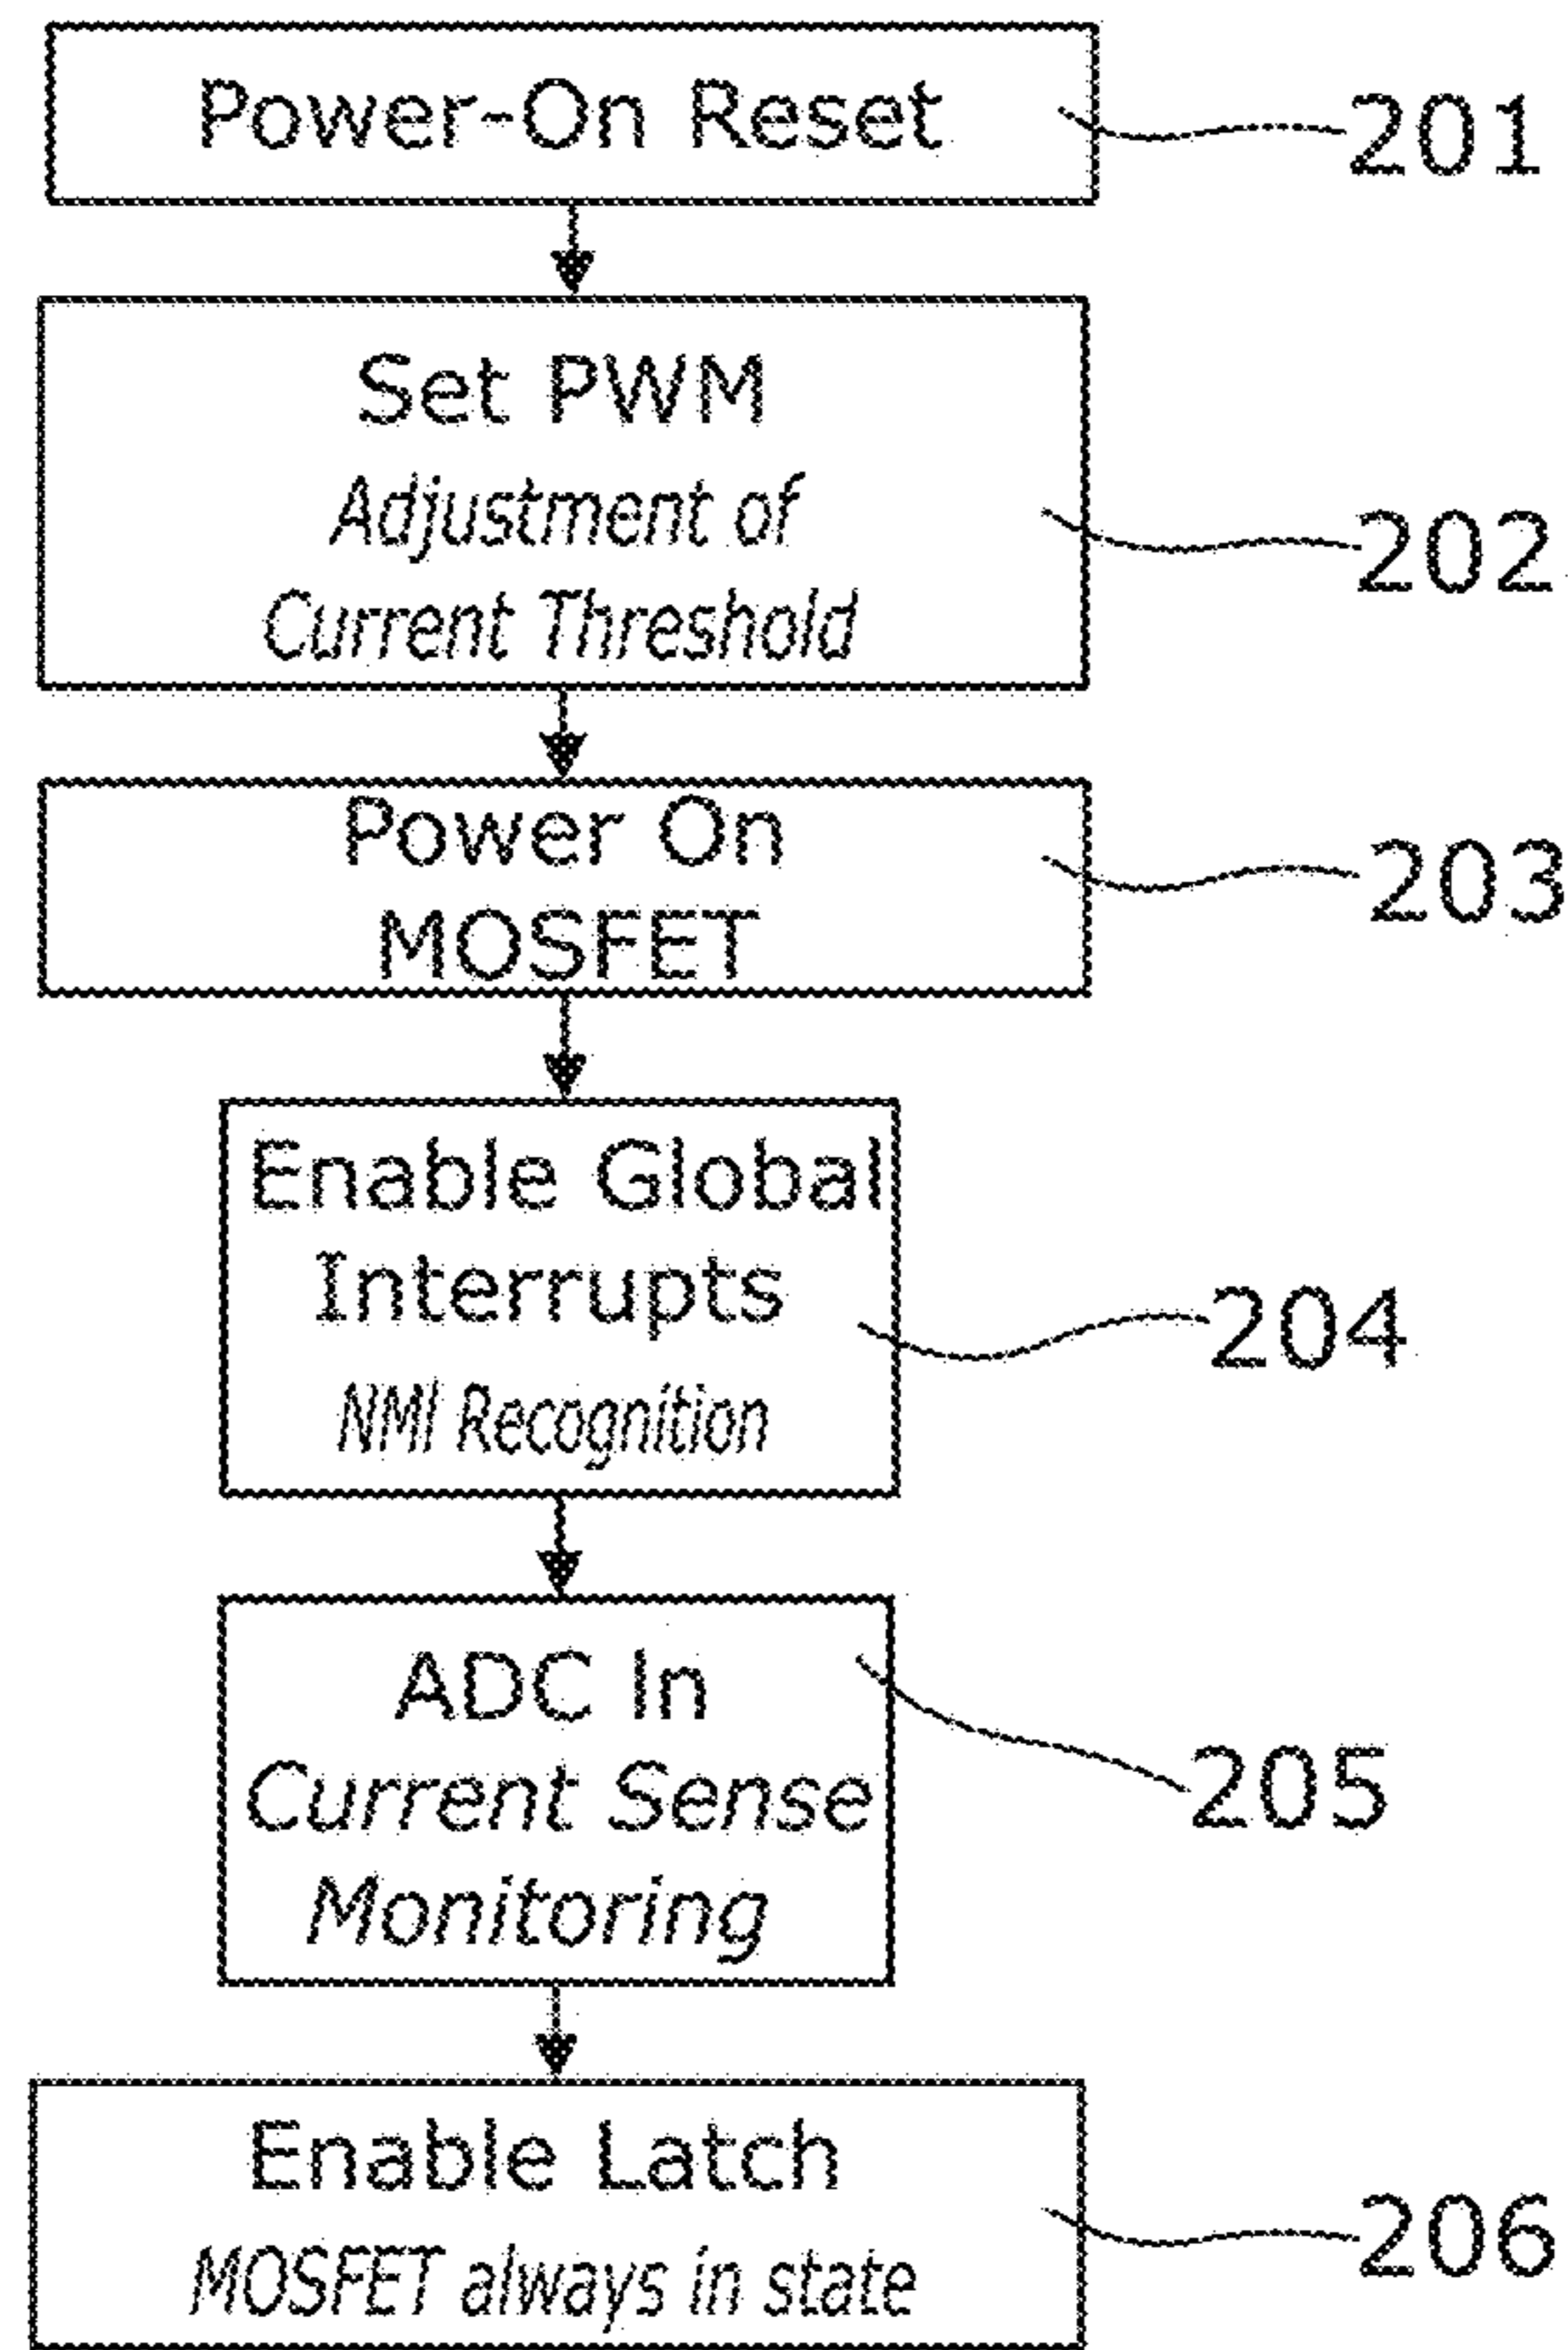 Power-On Reset
201
Set PWM
Adjustment of
Current Threshold
202
Power On
MOSFET
203
Enable Global
Interrupts
NMI Recognition
204
ADC In
Current Sense
Monitoring
205
Enable Latch
MOSFET always in state
206